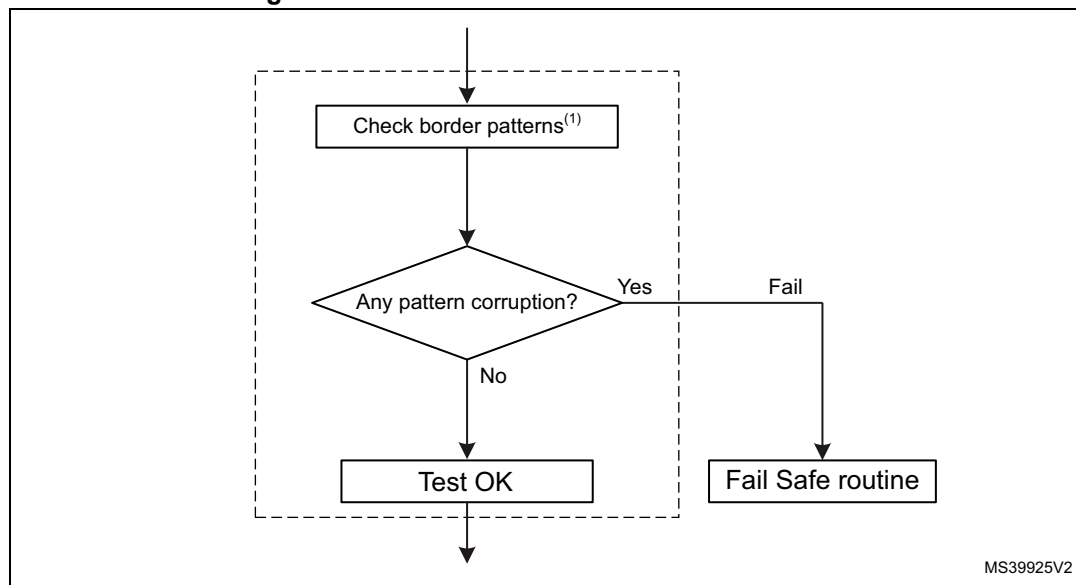 Check border patterns(1)
Any pattern corruption?
Yes
Fail
No
Test OK
Fail Safe routine
MS39925V2